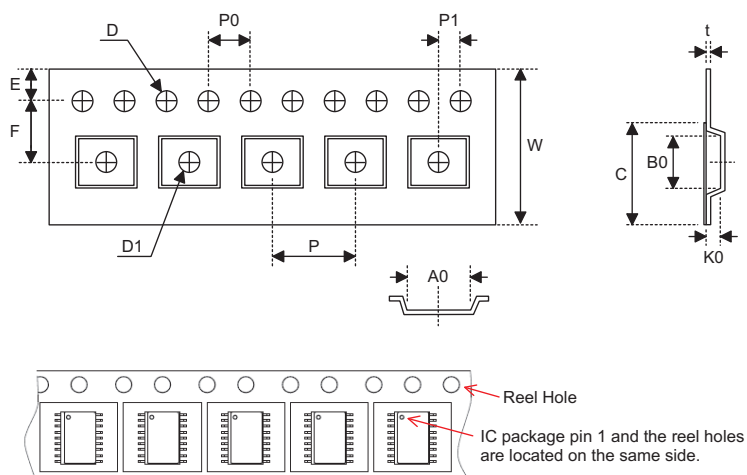 D
P0
P1
t
E
F
W
C
B0
D1
P
A0
K0
Reel Hole
IC package pin 1 and the reel holes
are located on the same side.